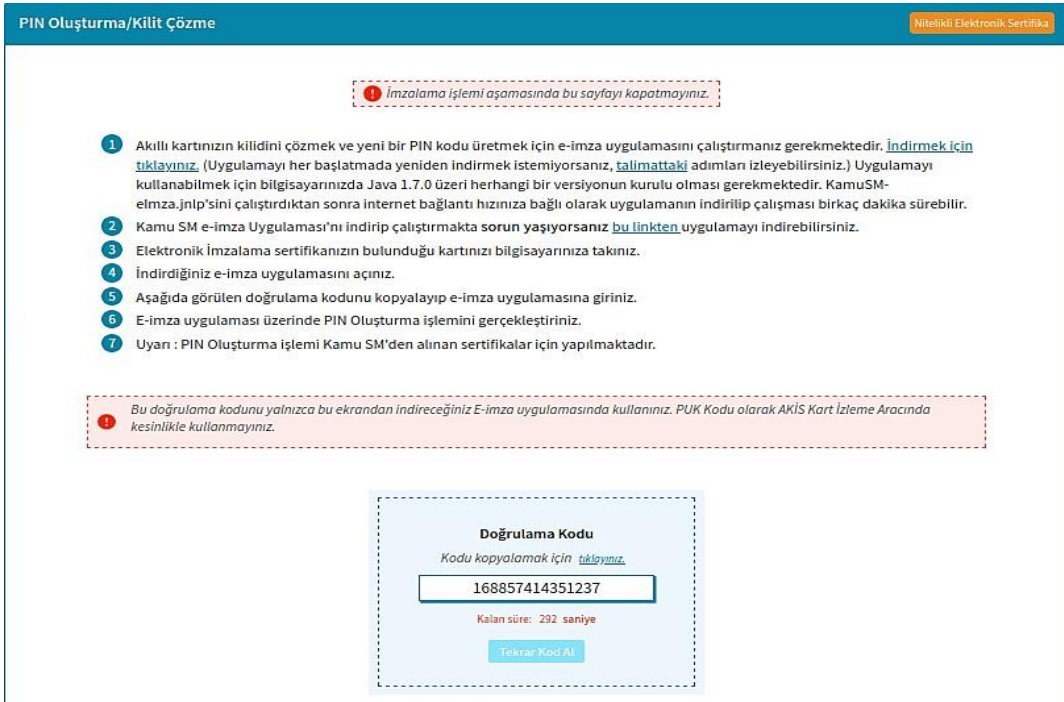 PIN Oluşturma/Kilit Çözme
Nitelikli Elektronik Sertifika
! İmzalama işlemi aşamasında bu sayfayı kapatmayınız.
1 Akıllı kartınızın kilidini çözmek ve yeni bir PIN kodu üretmek için e-imza uygulamasını çalıştırmanız gerekmektedir. İndirmek için
tıklayınız. (Uygulamayı her başlatmada yeniden indirmek istemiyorsanız, talimattaki adımları izleyebilirsiniz.) Uygulamayı
kullanabilmek için bilgisayarınızda Java 1.7.0 üzeri herhangi bir versiyonun kurulu olması gerekmektedir. KamuSM-
eImza.jnlp'sini çalıştırdıktan sonra internet bağlantı hızınıza bağlı olarak uygulamanın indirilip çalışması birkaç dakika sürebilir.
2 Kamu SM e-imza Uygulaması'nı indirip çalıştırmakta sorun yaşıyorsanız bu linkten uygulamayı indirebilirsiniz.
3 Elektronik İmzalama sertifikanızın bulunduğu kartınızı bilgisayarınıza takınız.
4 İndirdiğiniz e-imza uygulamasını açınız.
5 Aşağıda görülen doğrulama kodunu kopyalayıp e-imza uygulamasına giriniz.
6 E-imza uygulaması üzerinde PIN Oluşturma işlemini gerçekleştiriniz.
7 Uyarı : PIN Oluşturma işlemi Kamu SM'den alınan sertifikalar için yapılmaktadır.
! Bu doğrulama kodunu yalnızca bu ekrandan indireceğiniz E-imza uygulamasında kullanınız. PUK Kodu olarak AKİS Kart İzleme Aracında
kesinlikle kullanmayınız.
Doğrulama Kodu
Kodu kopyalamak için tıklayınız.
168857414351237
Kalan süre: 292 saniye
Tekrar Kod Al